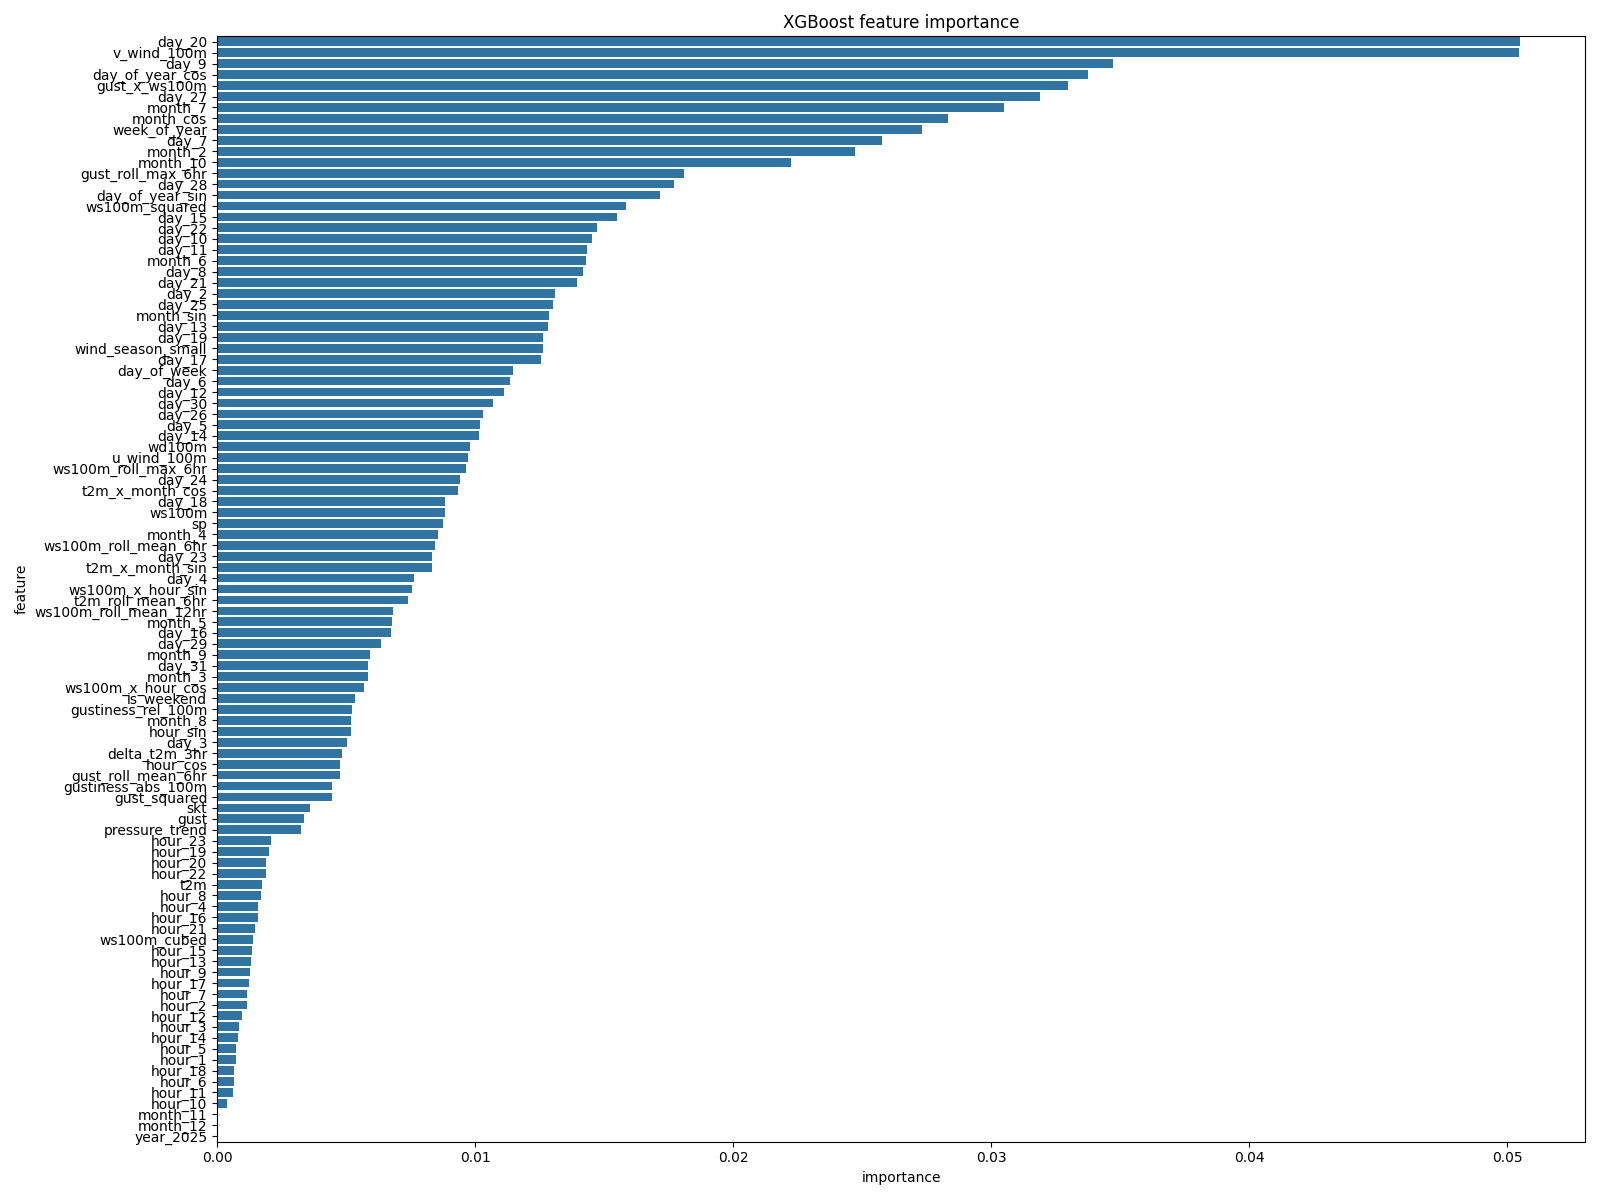 XGBoost feature importance
day_20
v_wind_100m
day_9
day_of_year_cos
gust_x_ws100m
day_27
month_7
month_cos
week_of_year
day_7
month_2
month_10
gust_roll_max_6hr
day_28
day_of_year_sin
ws100m_squared
day_15
day_22
day_10
day_11
month_6
day_8
day_21
day_2
day_25
month_sin
day_13
day_19
wind_season_small
day_17
day_of_week
day_6
day_12
day_30
day_26
day_5
day_14
wd100m
u_wind_100m
ws100m_roll_max_6hr
day_24
t2m_x_month_cos
day_18
ws100m
sp
month_4
ws100m_roll_mean_6hr
day_23
t2m_x_month_sin
day_4
ws100m_x_hour_sin
t2m_roll_mean_6hr
ws100m_roll_mean_12hr
month_5
day_16
day_29
month_9
day_31
month_3
ws100m_x_hour_cos
is_weekend
gustiness_rel_100m
month_8
hour_sin
day_3
delta_t2m_3hr
hour_cos
gust_roll_mean_6hr
gustiness_abs_100m
gust_squared
skt
gust
pressure_trend
hour_23
hour_19
hour_20
hour_22
t2m
hour_8
hour_4
hour_16
hour_21
ws100m_cubed
hour_15
hour_13
hour_9
hour_17
hour_7
hour_2
hour_12
hour_3
hour_14
hour_5
hour_1
hour_18
hour_6
hour_11
hour_10
month_11
month_12
year_2025
feature
0.00 0.01 0.02 0.03 0.04 0.05
importance